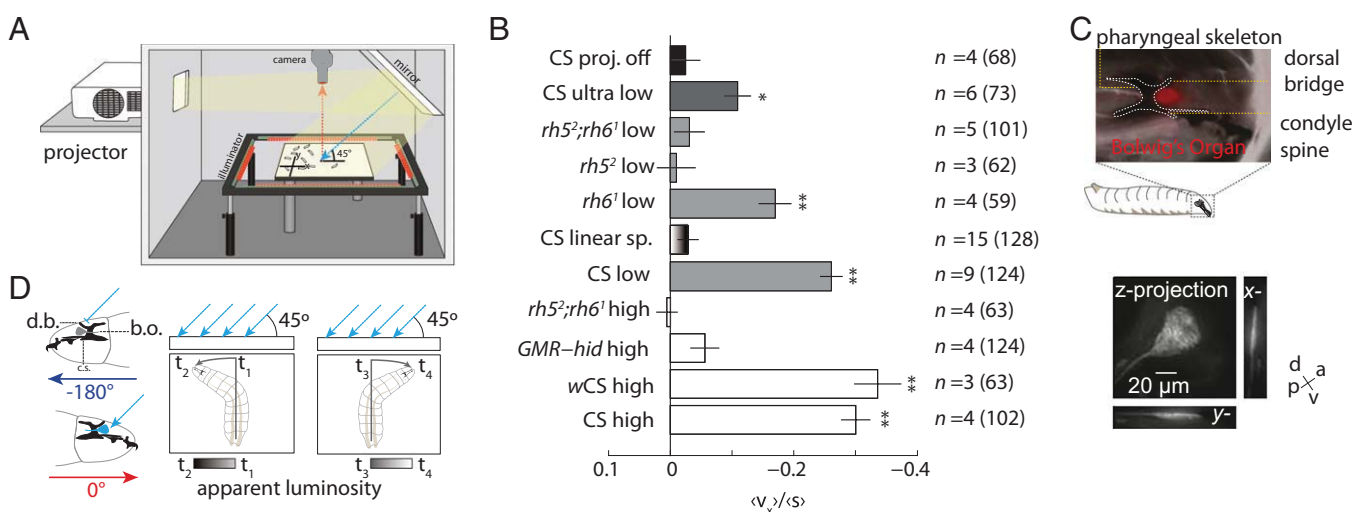 A
projector
camera
mirror
illuminator
y
45°
B
CS proj. off
n=4 (68)
CS ultra low
*
n=6 (73)
rh5²;rh6¹ low
n=5 (101)
rh5² low
n=3 (62)
rh6¹ low
**
n=4 (59)
CS linear sp.
n=15 (128)
CS low
**
n=9 (124)
rh5²;rh6¹ high
n=4 (63)
GMR-hid high
n=4 (124)
wCS high
**
n=3 (63)
CS high
**
n=4 (102)
0.1 0 −0.2 −0.4
‹vₓ›/‹s›
C
pharyngeal skeleton
dorsal
bridge
condyle
spine
Bolwig's Organ
z-projection
x-
20 µm
y-
d
p a
v
D
d.b.
b.o.
c.s.
-180°
0°
45°
t₂ t₁
t₂ t₁
45°
t₃ t₄
t₃ t₄
apparent luminosity